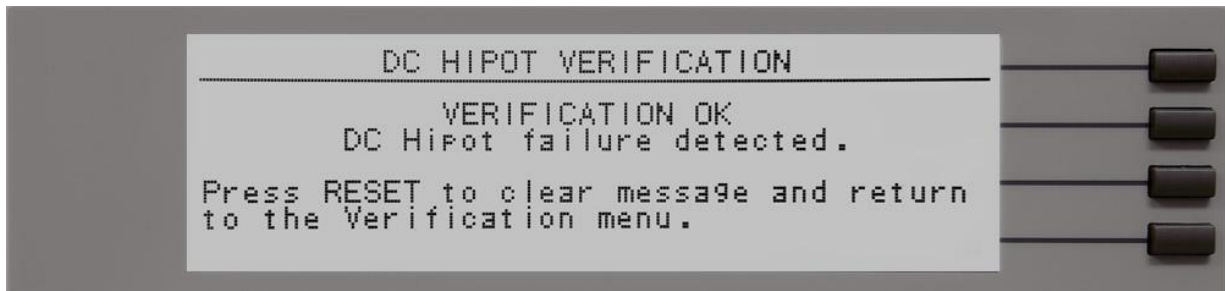 DC HIPOT VERIFICATION
VERIFICATION OK
DC Hipot failure detected.
Press RESET to clear message and return
to the Verification menu.